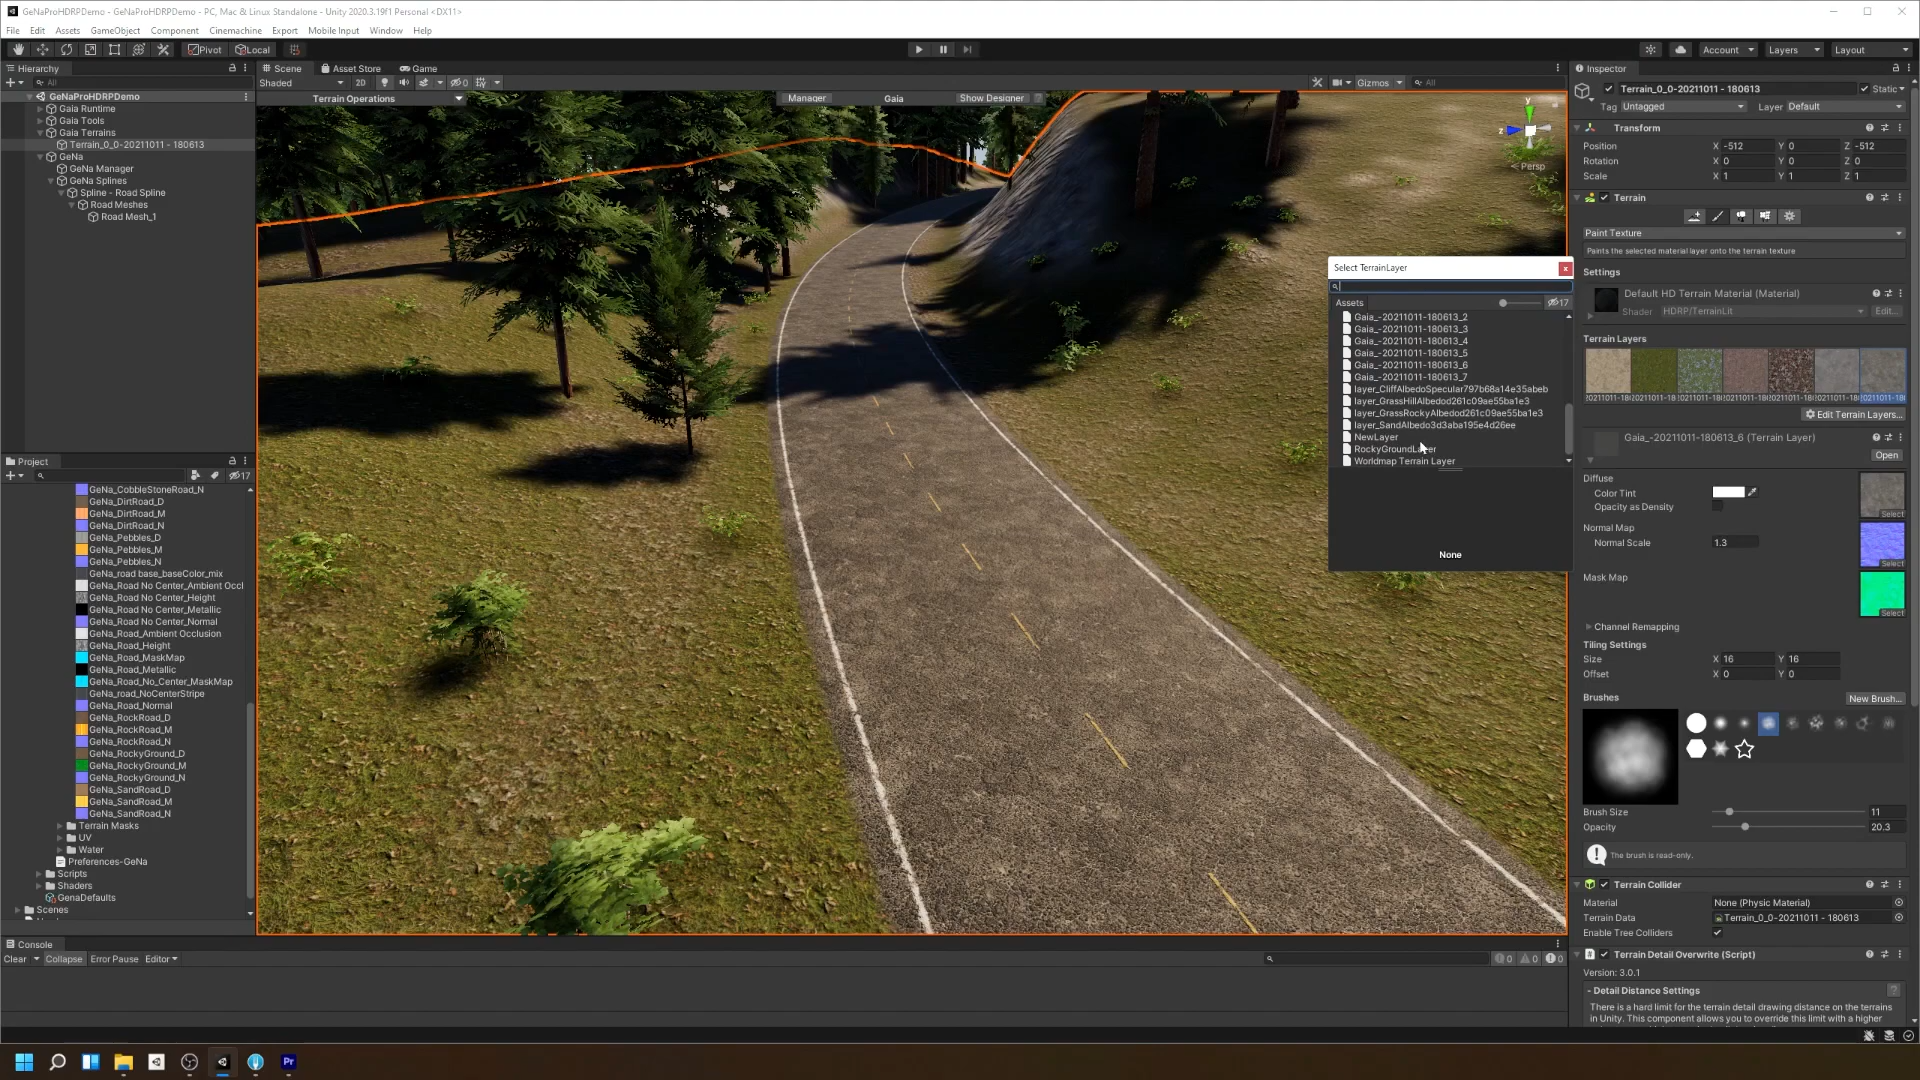 GeNaProHDRPDemo - GeNaProHDRPDemo - PC, Mac & Linux Standalone - Unity 2020.3.19f1 Personal <DX11>
File Edit Assets GameObject Component Cinemachine Export Mobile Input Window Help
Pivot Local Account Layers Layout
Hierarchy
All
GeNaProHDRPDemo
Gaia Runtime
Gaia Tools
Gaia Terrains
Terrain_0_0-20211011 - 180613
GeNa
GeNa Manager
GeNa Splines
Spline - Road Spline
Road Meshes
Road Mesh_1
Scene Asset Store Game
Shaded 2D 0 Gizmos All
Terrain Operations Manager Gaia Show Designer
y
z
Persp
Project
17
GeNa_CobbleStoneRoad_N
GeNa_DirtRoad_D
GeNa_DirtRoad_M
GeNa_DirtRoad_N
GeNa_Pebbles_D
GeNa_Pebbles_M
GeNa_Pebbles_N
GeNa_road base_baseColor_mix
GeNa_Road No Center_Ambient Occl
GeNa_Road No Center_Height
GeNa_Road No Center_Metallic
GeNa_Road No Center_Normal
GeNa_Road_Ambient Occlusion
GeNa_Road_Height
GeNa_Road_MaskMap
GeNa_Road_Metallic
GeNa_Road_No_Center_MaskMap
GeNa_road_NoCenterStripe
GeNa_Road_Normal
GeNa_RockRoad_D
GeNa_RockRoad_M
GeNa_RockRoad_N
GeNa_RockyGround_D
GeNa_RockyGround_M
GeNa_RockyGround_N
GeNa_SandRoad_D
GeNa_SandRoad_M
GeNa_SandRoad_N
Terrain Masks
UV
Water
Preferences-GeNa
Scripts
Shaders
GenaDefaults
Scenes
Console
Clear Collapse Error Pause Editor 0 0 0
Select TerrainLayer
x
Assets 17
Gaia_-20211011-180613_2
Gaia_-20211011-180613_3
Gaia_-20211011-180613_4
Gaia_-20211011-180613_5
Gaia_-20211011-180613_6
Gaia_-20211011-180613_7
layer_CliffAlbedoSpecular797b68a14e35abeb
layer_GrassHillAlbedod261c09ae55ba1e3
layer_GrassRockyAlbedod261c09ae55ba1e3
layer_SandAlbedo3d3aba195e4d26ee
NewLayer
RockyGroundLayer
Worldmap Terrain Layer
None
Inspector
Terrain_0_0-20211011 - 180613 Static
Tag Untagged Layer Default
Transform
Position X -512 Y 0 Z -512
Rotation X 0 Y 0 Z 0
Scale X 1 Y 1 Z 1
Terrain
Paint Texture
Paints the selected material layer onto the terrain texture
Settings
Default HD Terrain Material (Material)
Shader HDRP/TerrainLit Edit...
Terrain Layers
Edit Terrain Layers...
Gaia_-20211011-180613_6 (Terrain Layer)
Open
Diffuse
Color Tint
Opacity as Density
Select
Normal Map
Normal Scale 1.3
Select
Mask Map
Select
Channel Remapping
Tiling Settings
Size X 16 Y 16
Offset X 0 Y 0
Brushes New Brush...
Brush Size 11
Opacity 20.3
The brush is read-only.
Terrain Collider
Material None (Physic Material)
Terrain Data Terrain_0_0-20211011 - 180613
Enable Tree Colliders
Terrain Detail Overwrite (Script)
Version: 3.0.1
- Detail Distance Settings ?
There is a hard limit for the terrain detail drawing distance on the terrains
in Unity. This component allows you to override this limit with a higher
Pr